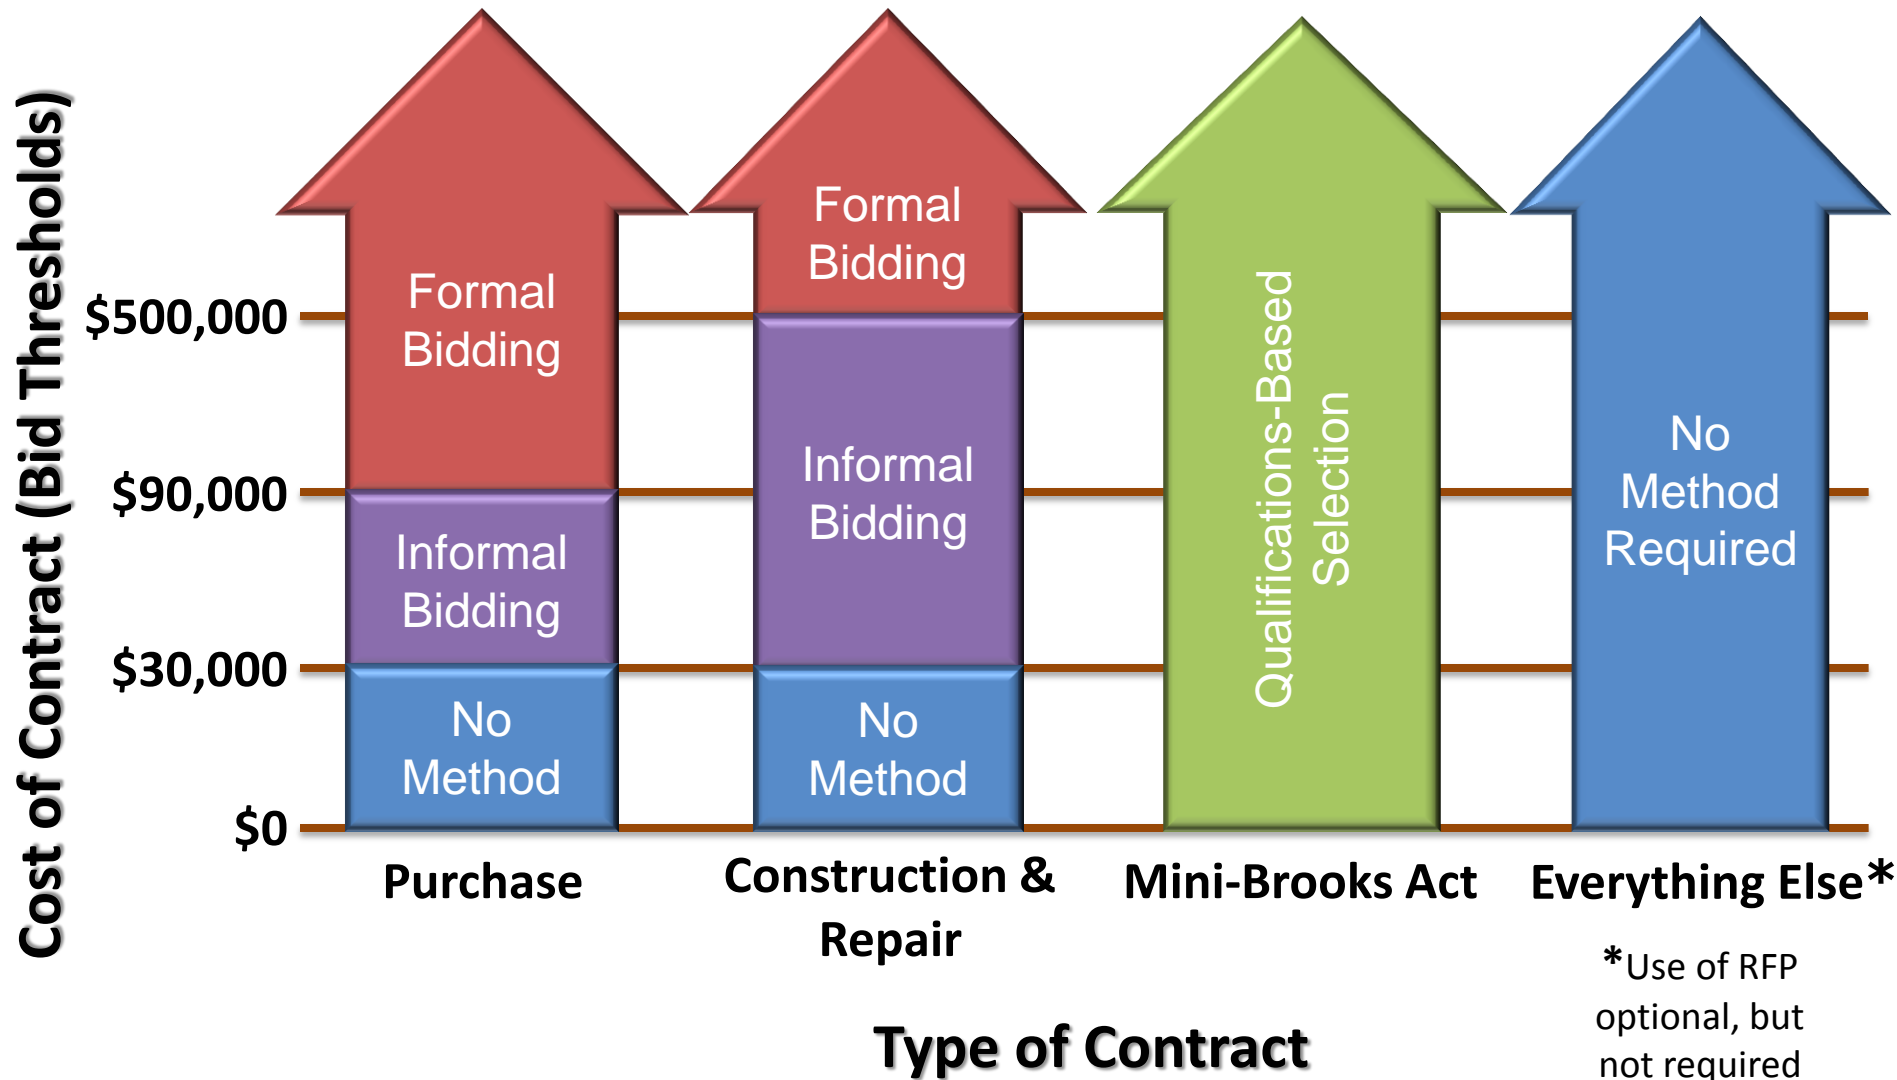 Cost of Contract (Bid Thresholds)
$500,000
$90,000
$30,000
$0
Formal
Bidding
Informal
Bidding
No
Method
Formal
Bidding
Informal
Bidding
No
Method
Qualifications-Based
Selection
No
Method
Required
Purchase
Construction &
Repair
Mini-Brooks Act
Everything Else*
*Use of RFP
optional, but
not required
Type of Contract